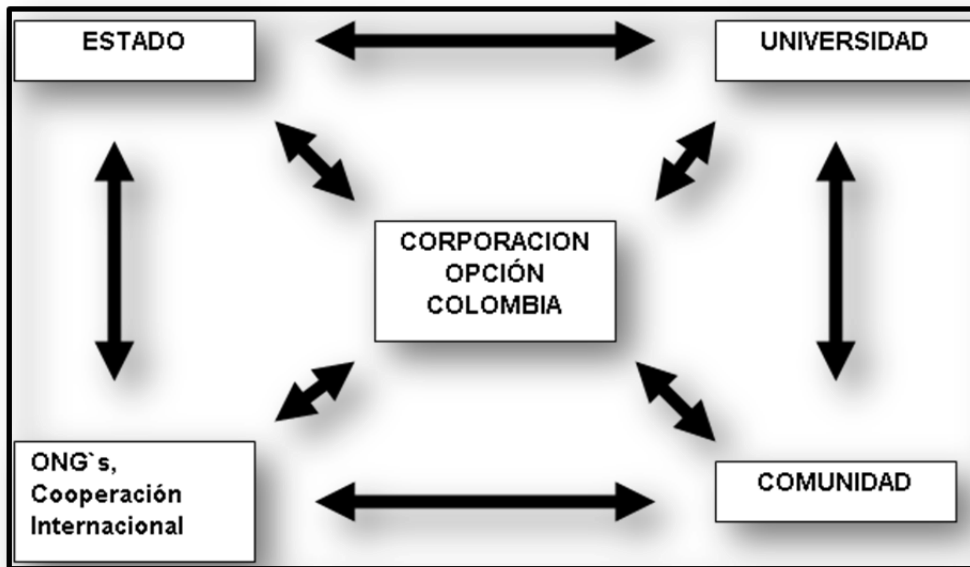 ESTADO
UNIVERSIDAD
CORPORACION
OPCIÓN
COLOMBIA
ONG`s,
Cooperación
Internacional
COMUNIDAD